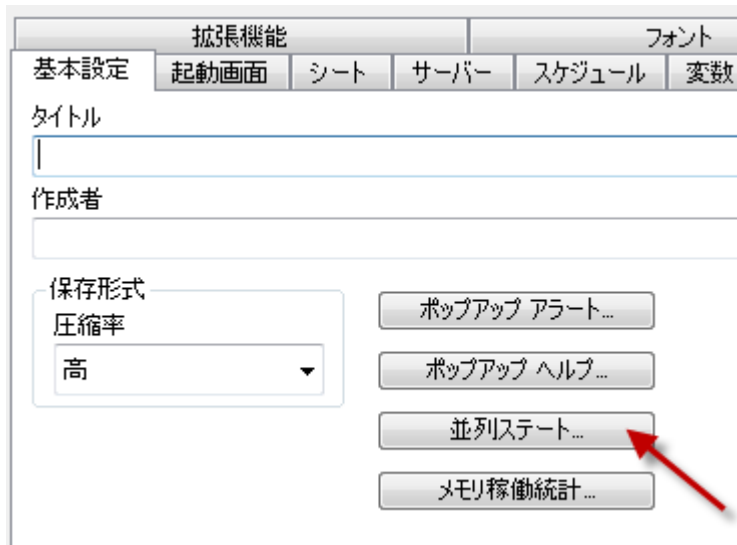 拡張機能 フォント
基本設定 起動画面 シート サーバー スケジュール 変数
タイトル
作成者
保存形式
圧縮率
高
ポップアップ アラート...
ポップアップ ヘルプ...
並列ステート...
メモリ稼働統計...